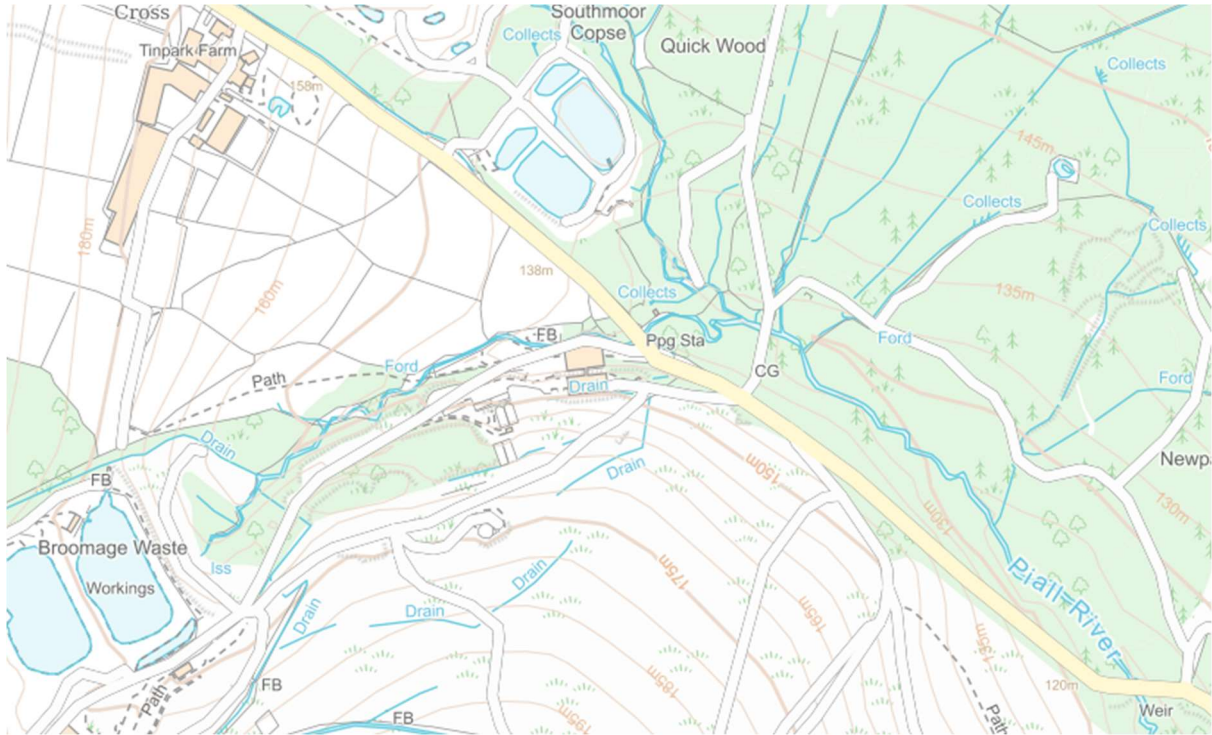 Cross
Southmoor
Copse
Collects
Quick Wood
Tinpark Farm
Collects
158m
145m
Collects
Collects
180m
138m
160m
Collects
135m
FB
Ppg Sta
Ford
Ford
CG
Path
Drain
Ford
Drain
Drain
150m
Newp
FB
130m
130m
Broomage Waste
Workings
Iss
Drain
Drain
Drain
175m
165m
Piall River
135m
185m
120m
FB
Path
FB
195m
Path
Weir